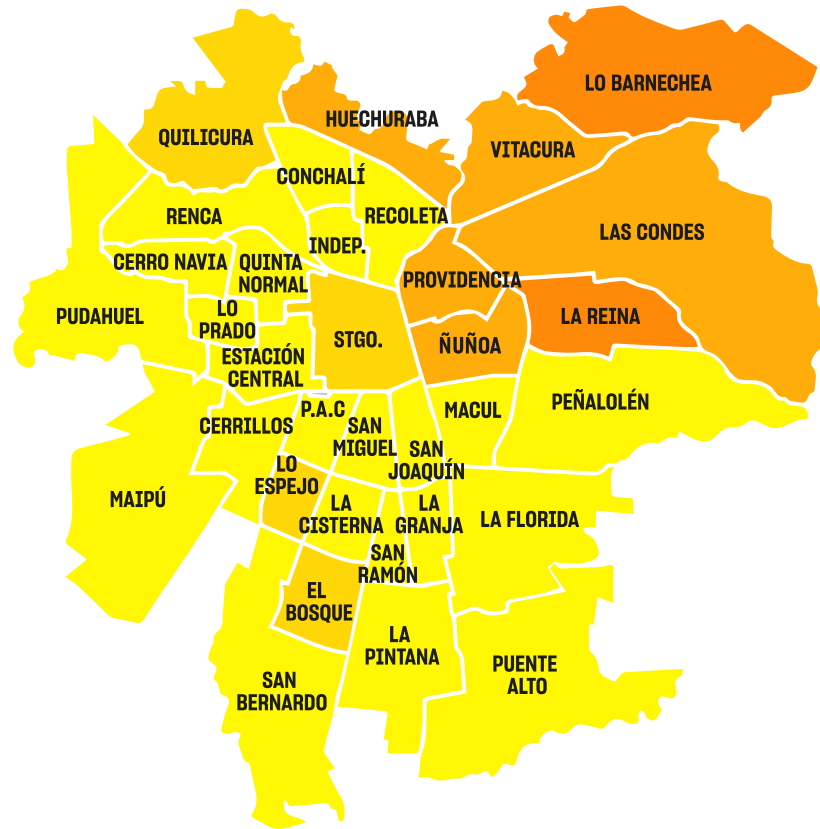 LO BARNECHEA
HUECHURABA
QUILICURA
VITACURA
CONCHALÍ
RENCA
RECOLETA
LAS CONDES
INDEP.
CERRO NAVIA
QUINTA
NORMAL
PROVIDENCIA
PUDAHUEL
LO
PRADO
LA REINA
STGO.
ÑUÑOA
ESTACIÓN
CENTRAL
PEÑALOLÉN
P.A.C
MACUL
CERRILLOS
SAN
MIGUEL
SAN
JOAQUÍN
LO
ESPEJO
MAIPÚ
LA
CISTERNA
LA
GRANJA
LA FLORIDA
SAN
RAMÓN
EL
BOSQUE
LA
PINTANA
PUENTE
ALTO
SAN
BERNARDO